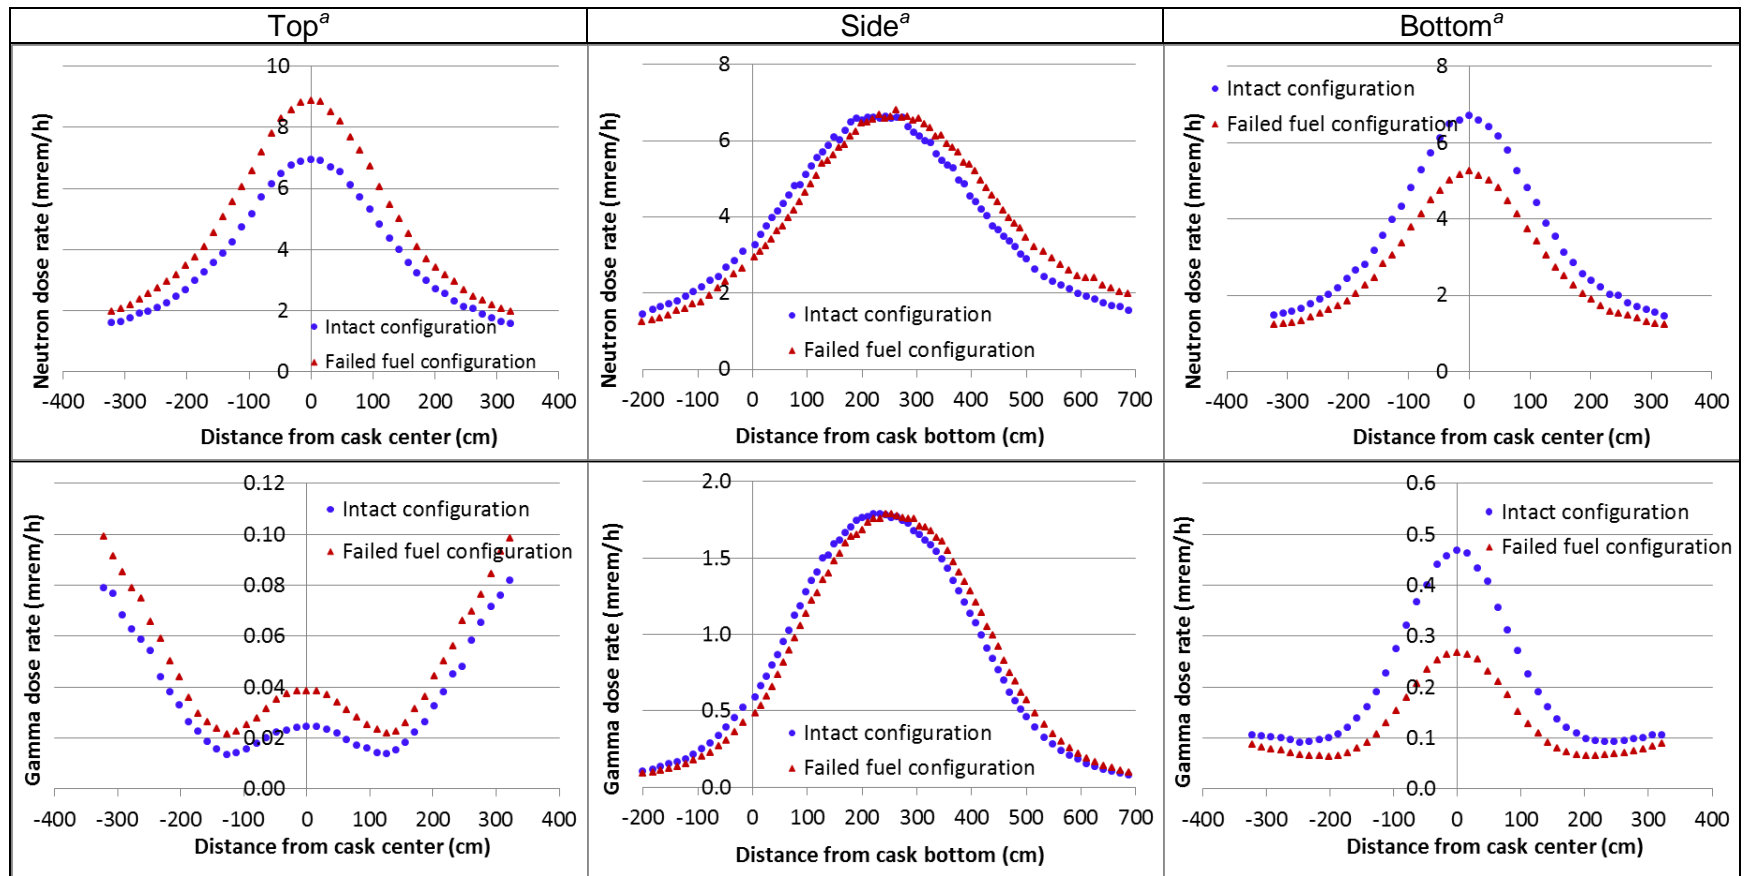 Topᵃ
Sideᵃ
Bottomᵃ
Neutron dose rate (mrem/h)
10
8
6
4
2
0
Intact configuration
Failed fuel configuration
-400 -300 -200 -100 0 100 200 300 400
Distance from cask center (cm)
Neutron dose rate (mrem/h)
8
6
4
2
0
Intact configuration
Failed fuel configuration
-200 -100 0 100 200 300 400 500 600 700
Distance from cask bottom (cm)
Neutron dose rate (mrem/h)
8
6
4
2
0
Intact configuration
Failed fuel configuration
-400 -300 -200 -100 0 100 200 300 400
Distance from cask center (cm)
Gamma dose rate (mrem/h)
0.12
0.10
0.08
0.06
0.04
0.02
0.00
Intact configuration
Failed fuel configuration
-400 -300 -200 -100 0 100 200 300 400
Distance from cask center (cm)
Gamma dose rate (mrem/h)
2.0
1.5
1.0
0.5
0.0
Intact configuration
Failed fuel configuration
-200 -100 0 100 200 300 400 500 600 700
Distance from cask bottom (cm)
Gamma dose rate (mrem/h)
0.6
0.5
0.4
0.3
0.2
0.1
0.0
Intact configuration
Failed fuel configuration
-400 -300 -200 -100 0 100 200 300 400
Distance from cask center (cm)